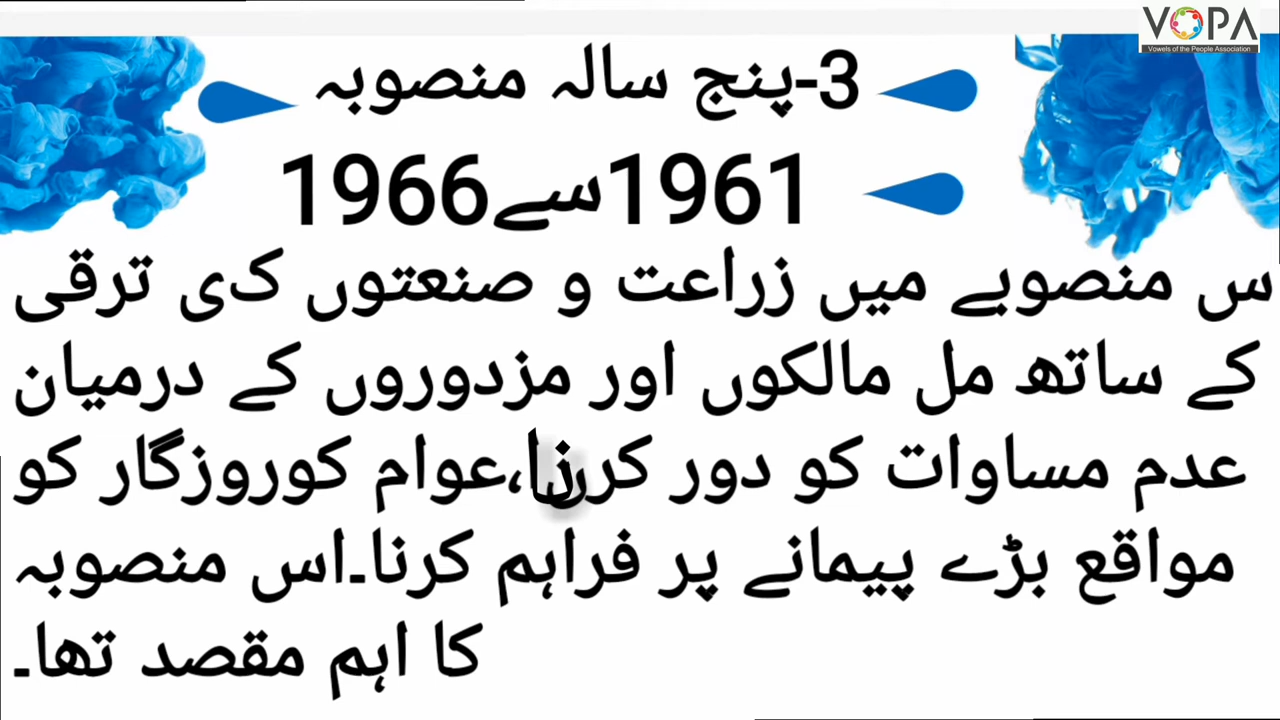 VOPA
Vowels of the People Association
3-پنج سالہ منصوبہ
1961سے1966
س منصوبے میں زراعت و صنعتوں کی ترقی
کے ساتھ مل مالکوں اور مزدوروں کے درمیان
عدم مساوات کو دور کرنا،عوام کوروزگار کو
مواقع بڑے پیمانے پر فراہم کرنا۔اس منصوبہ
کا اہم مقصد تھا۔